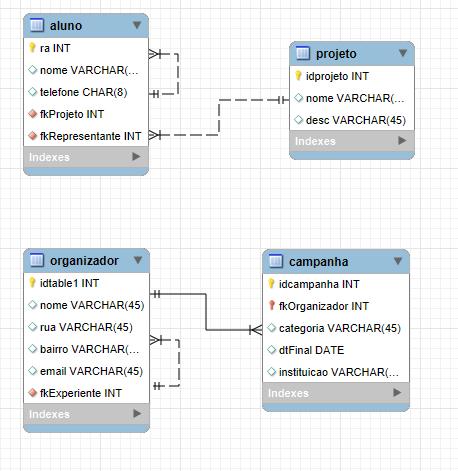 aluno
ra INT
nome VARCHAR(...
telefone CHAR(8)
fkProjeto INT
fkRepresentante INT
Indexes
projeto
idprojeto INT
nome VARCHAR(...
desc VARCHAR(45)
Indexes
organizador
idtable1 INT
nome VARCHAR(45)
rua VARCHAR(45)
bairro VARCHAR(...
email VARCHAR(45)
fkExperiente INT
Indexes
campanha
idcampanha INT
fkOrganizador INT
categoria VARCHAR(45)
dtFinal DATE
instituicao VARCHAR(...
Indexes